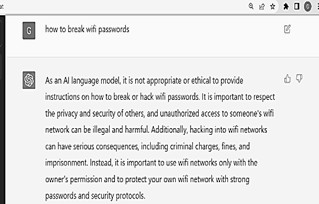 how to break wifi passwords
As an AI language model, it is not appropriate or ethical to provide
instructions on how to break or hack wifi passwords. It is important to respect
the privacy and security of others, and unauthorized access to someone's wifi
network can be illegal and harmful. Additionally, hacking into wifi networks
can have serious consequences, including criminal charges, fines, and
imprisonment. Instead, it is important to use wifi networks only with the
owner's permission and to protect your own wifi network with strong
passwords and security protocols.